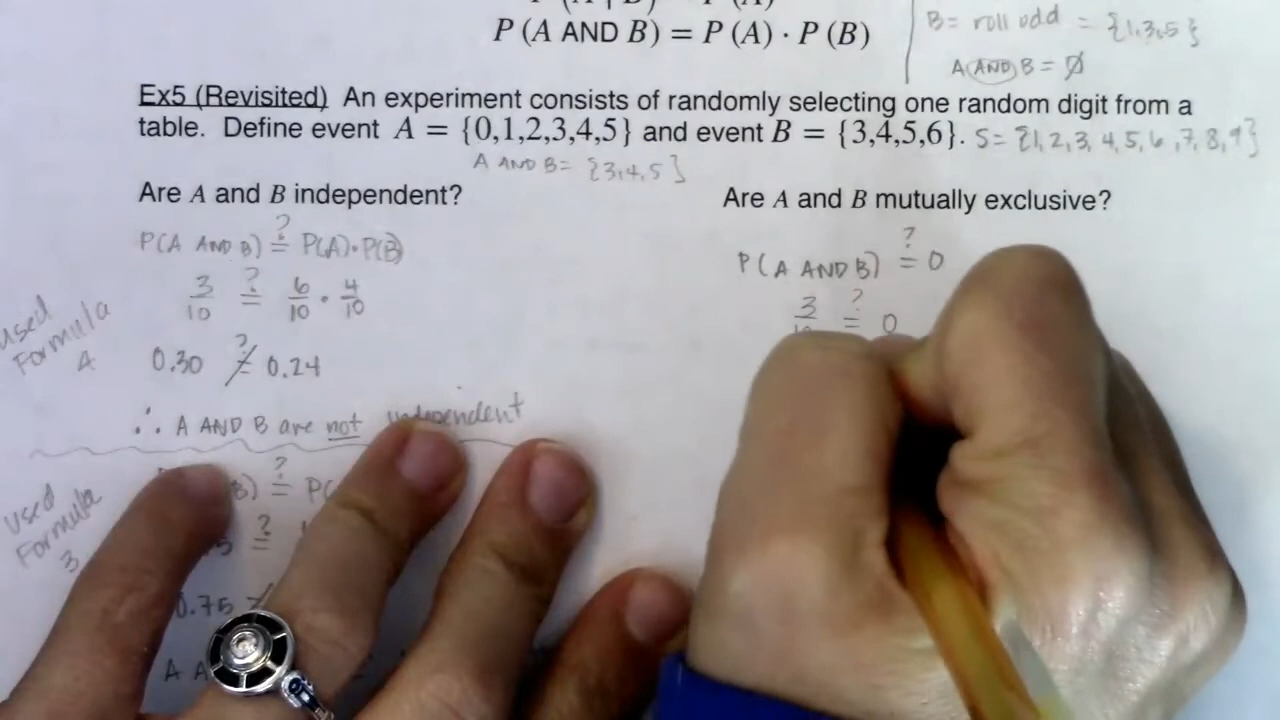 P (A AND B) = P (A) · P (B)
B = roll odd = {1,3,5}
A AND B = ∅
Ex5 (Revisited) An experiment consists of randomly selecting one random digit from a
table. Define event A = {0,1,2,3,4,5} and event B = {3,4,5,6}. S = {1, 2, 3, 4, 5, 6, 7, 8, 9}
A AND B = {3,4,5}
Are A and B independent?
P(A AND B) ≟ P(A)·P(B)
3/10 ≟ 6/10 · 4/10
0.30 ≠ 0.24
∴ A AND B are not independent
Used Formula 4
Are A and B mutually exclusive?
P(A AND B) ≟ 0
3 ≟ 0
Used Formula 3
B) ≟ P(
≟
0.75
A A